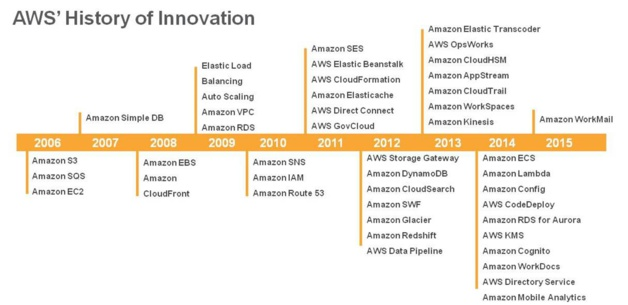 AWS' History of Innovation
Amazon Simple DB
Elastic Load
Balancing
Auto Scaling
Amazon VPC
Amazon RDS
Amazon SES
AWS Elastic Beanstalk
AWS CloudFormation
Amazon Elasticache
AWS Direct Connect
AWS GovCloud
Amazon Elastic Transcoder
AWS OpsWorks
Amazon CloudHSM
Amazon AppStream
Amazon CloudTrail
Amazon WorkSpaces
Amazon Kinesis
Amazon WorkMail
2006 2007 2008 2009 2010 2011 2012 2013 2014 2015
Amazon S3
Amazon SQS
Amazon EC2
Amazon EBS
Amazon
CloudFront
Amazon SNS
Amazon IAM
Amazon Route 53
AWS Storage Gateway
Amazon DynamoDB
Amazon CloudSearch
Amazon SWF
Amazon Glacier
Amazon Redshift
AWS Data Pipeline
Amazon ECS
Amazon Lambda
Amazon Config
AWS CodeDeploy
Amazon RDS for Aurora
AWS KMS
Amazon Cognito
Amazon WorkDocs
AWS Directory Service
Amazon Mobile Analytics